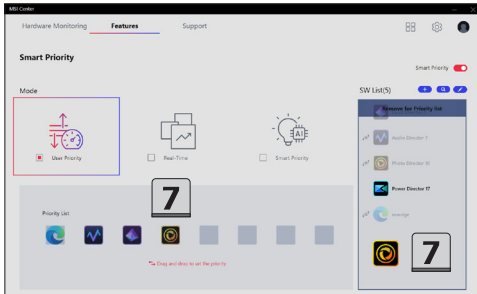 MSI Center
Hardware Monitoring
Features
Support
Smart Priority
Smart Priority
Mode
SW List(5)
Remove for Priority list
User Priority
Real-Time
AI
Smart Priority
Audio Director 7
Photo Director 10
Power Director 17
msedge
Priority List
7
7
Drag and drop to set the priority